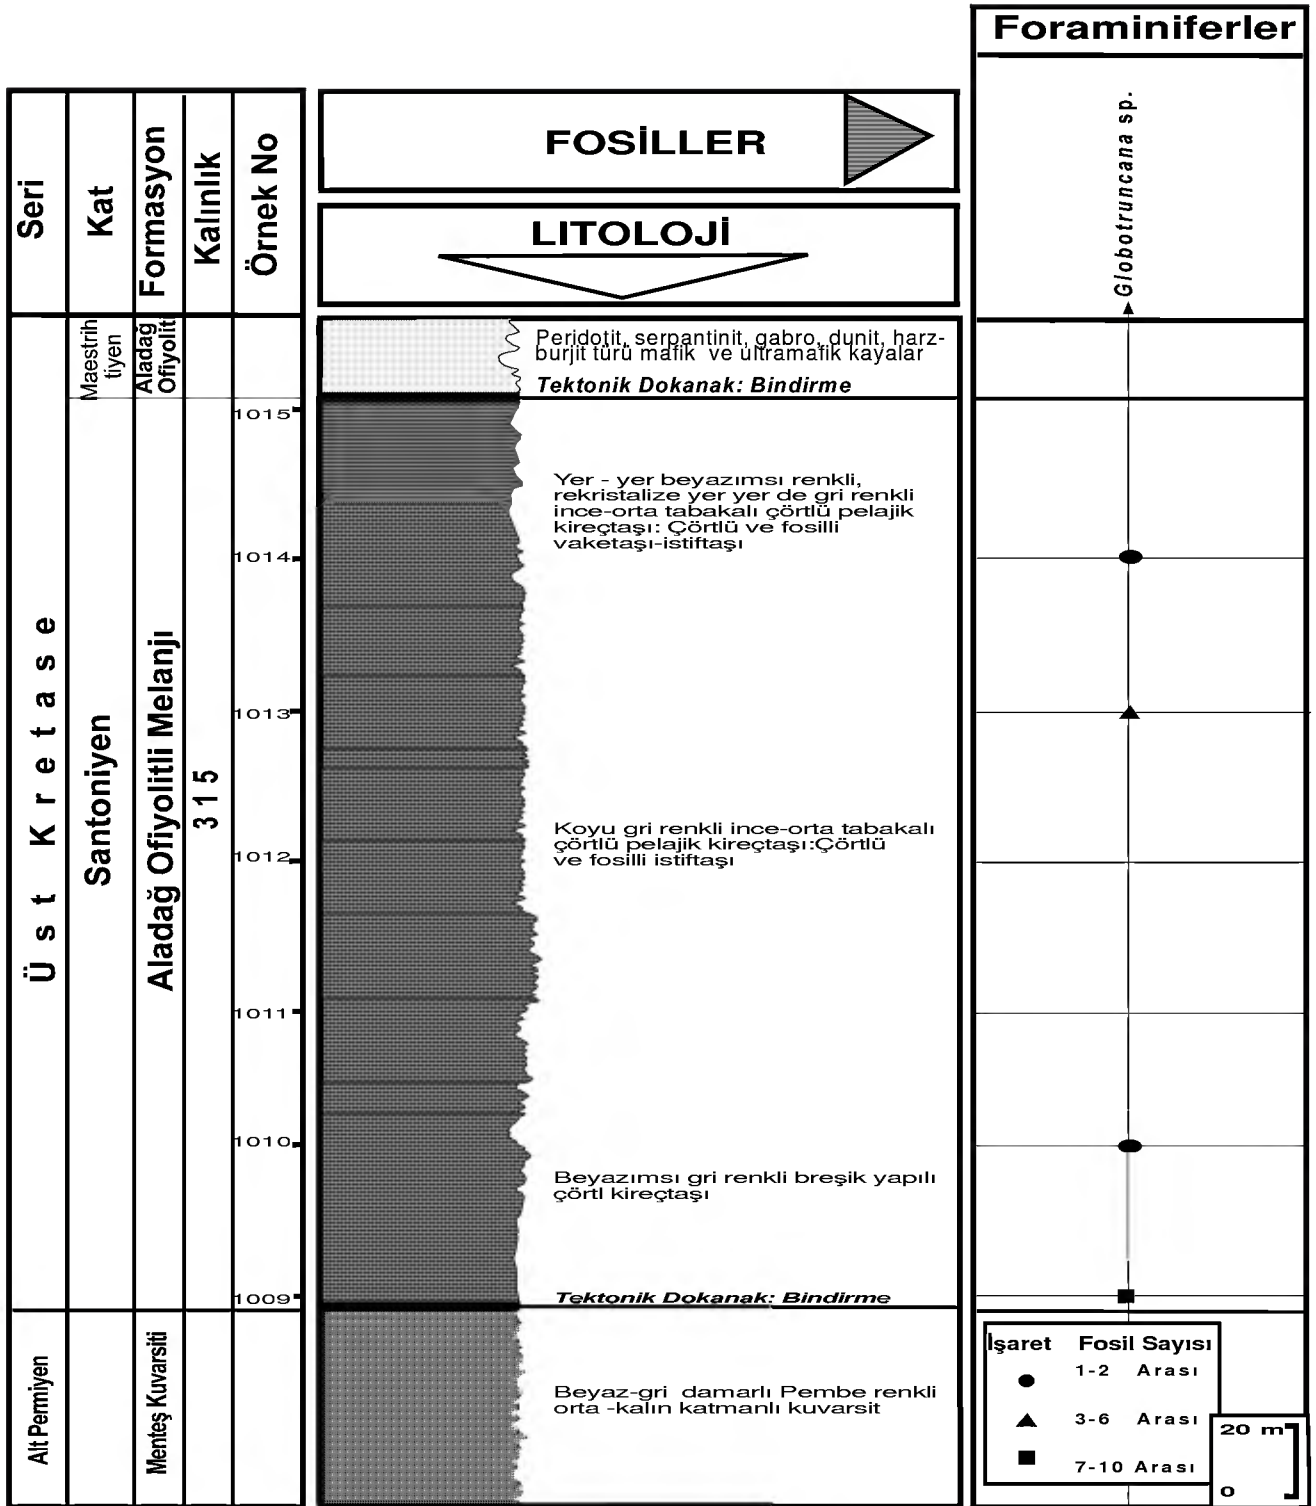 Foraminiferler
Seri
Kat
Formasyon
Kalınlık
Örnek No
FOSİLLER
LITOLOJİ
Globotruncana sp.
Üst Kretase
Maestrih
tiyen
Aladağ
Ofiyoliti
Peridotit, serpantinit, gabro, dunit, harz-
burjit türü mafik ve ultramafik kayalar
Tektonik Dokanak: Bindirme
Santoniyen
Aladağ Ofiyolitli Melanjı
315
1015
1014
1013
1012
1011
1010
1009
Yer - yer beyazımsı renkli,
rekristalize yer yer de gri renkli
ince-orta tabakalı çörtlü pelajik
kireçtaşı: Çörtlü ve fosilli
vaketaşı-istiftaşı
Koyu gri renkli ince-orta tabakalı
çörtlü pelajik kireçtaşı:Çörtlü
ve fosilli istiftaşı
Beyazımsı gri renkli breşik yapılı
çörtl kireçtaşı
Tektonik Dokanak: Bindirme
Alt Permiyen
Menteş Kuvarsiti
Beyaz-gri damarlı Pembe renkli
orta -kalın katmanlı kuvarsit
İşaret Fosil Sayısı
1-2 Arası
3-6 Arası
7-10 Arası
20 m
0